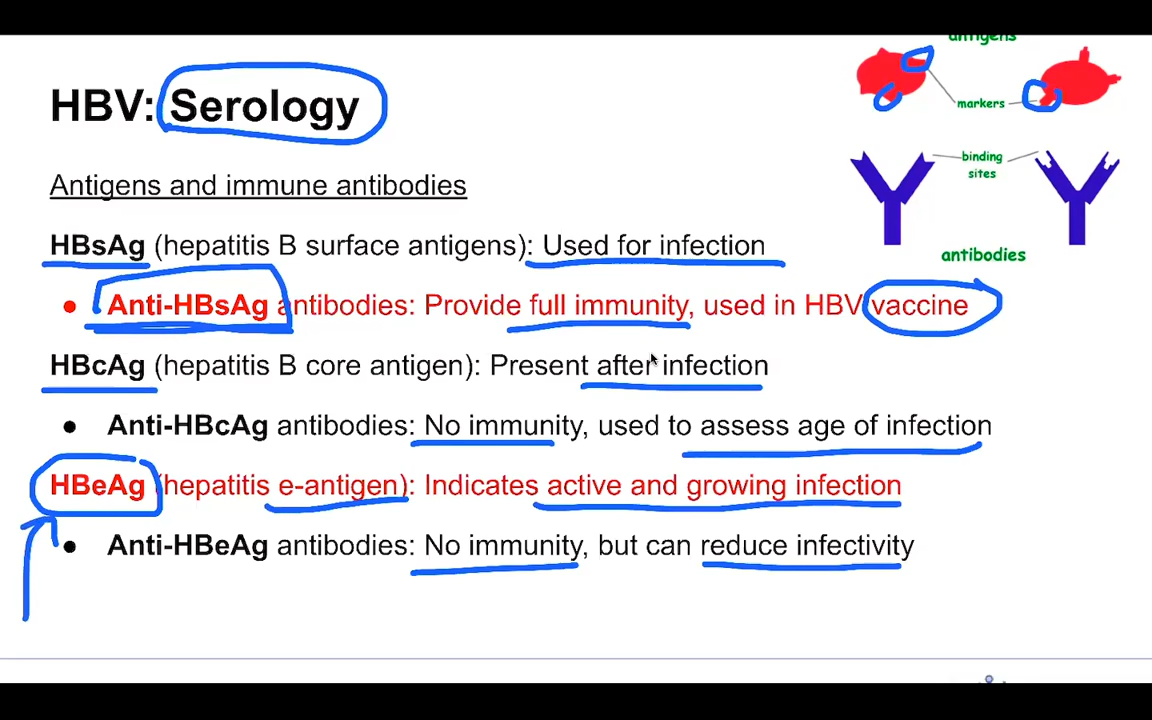 antigens
HBV: Serology
markers
binding
sites
Antigens and immune antibodies
HBsAg (hepatitis B surface antigens): Used for infection
antibodies
• Anti-HBsAg antibodies: Provide full immunity, used in HBV vaccine
HBcAg (hepatitis B core antigen): Present after infection
• Anti-HBcAg antibodies: No immunity, used to assess age of infection
HBeAg (hepatitis e-antigen): Indicates active and growing infection
• Anti-HBeAg antibodies: No immunity, but can reduce infectivity